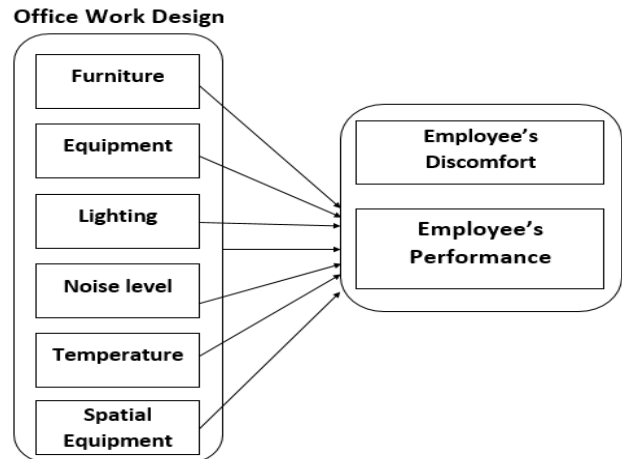 Office Work Design
Furniture
Equipment
Lighting
Noise level
Temperature
Spatial
Equipment
Employee's
Discomfort
Employee's
Performance